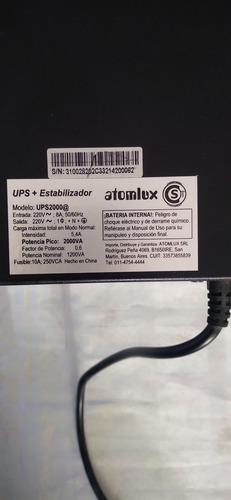 S/N: 310028252C33214200062
UPS + Estabilizador
Modelo: UPS2000@
Entrada: 220V~, 8A; 50/60Hz
Salida: 220V~; 1Φ + N +
Carga máxima total en Modo Normal:
Intensidad 5,4A
Potencia Pico: 2000VA
Factor de Potencia: 0.6
Potencia Nominal: 1200VA
Fusible:10A; 250VCA Hecho en China
atomlux
S
¡BATERIA INTERNA!: Peligro de
choque eléctrico y de derrame químico.
Refiérase al Manual de Uso para su
manipuleo y disposición final.
Importa, Distribuye y Garantiza: ATOMLUX SRL
Rodríguez Peña 4069, B1650IRE, San
Martín, Buenos Aires. CUIT: 33573855839
Tel: 011-4754-4444